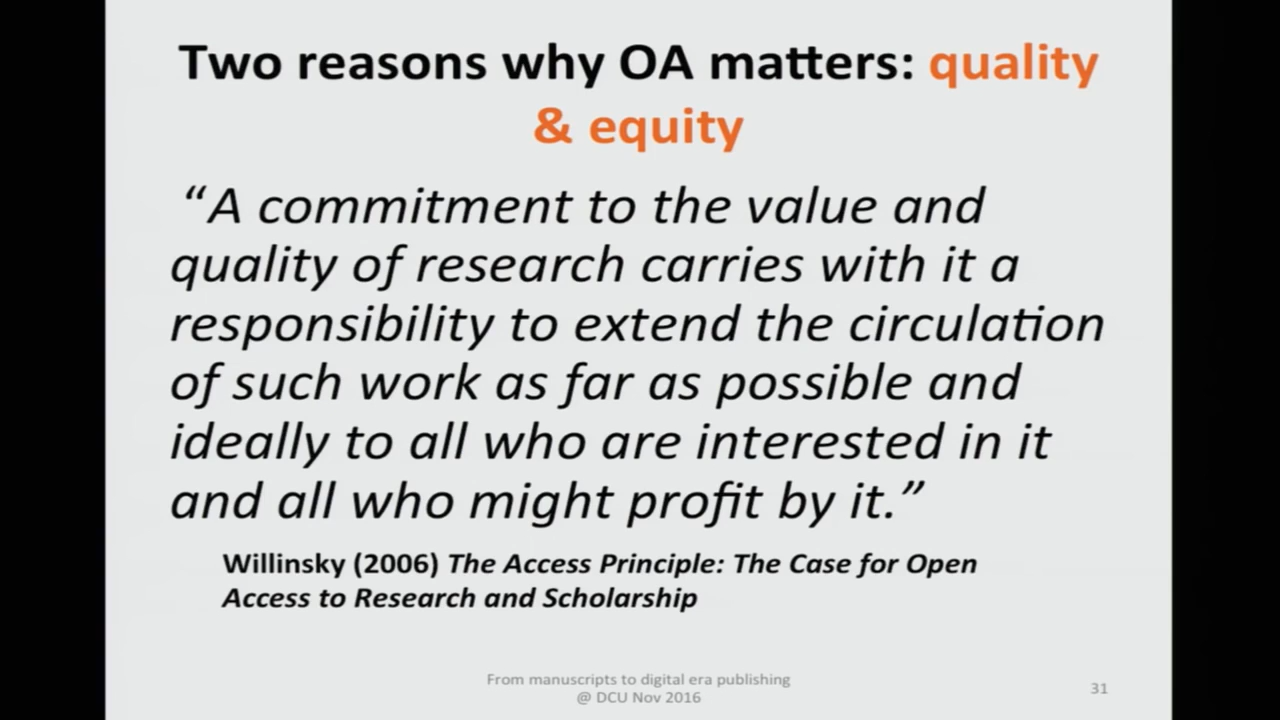 Two reasons why OA matters: quality
& equity
“A commitment to the value and
quality of research carries with it a
responsibility to extend the circulation
of such work as far as possible and
ideally to all who are interested in it
and all who might profit by it.”
Willinsky (2006) The Access Principle: The Case for Open
Access to Research and Scholarship
From manuscripts to digital era publishing
@ DCU Nov 2016
31